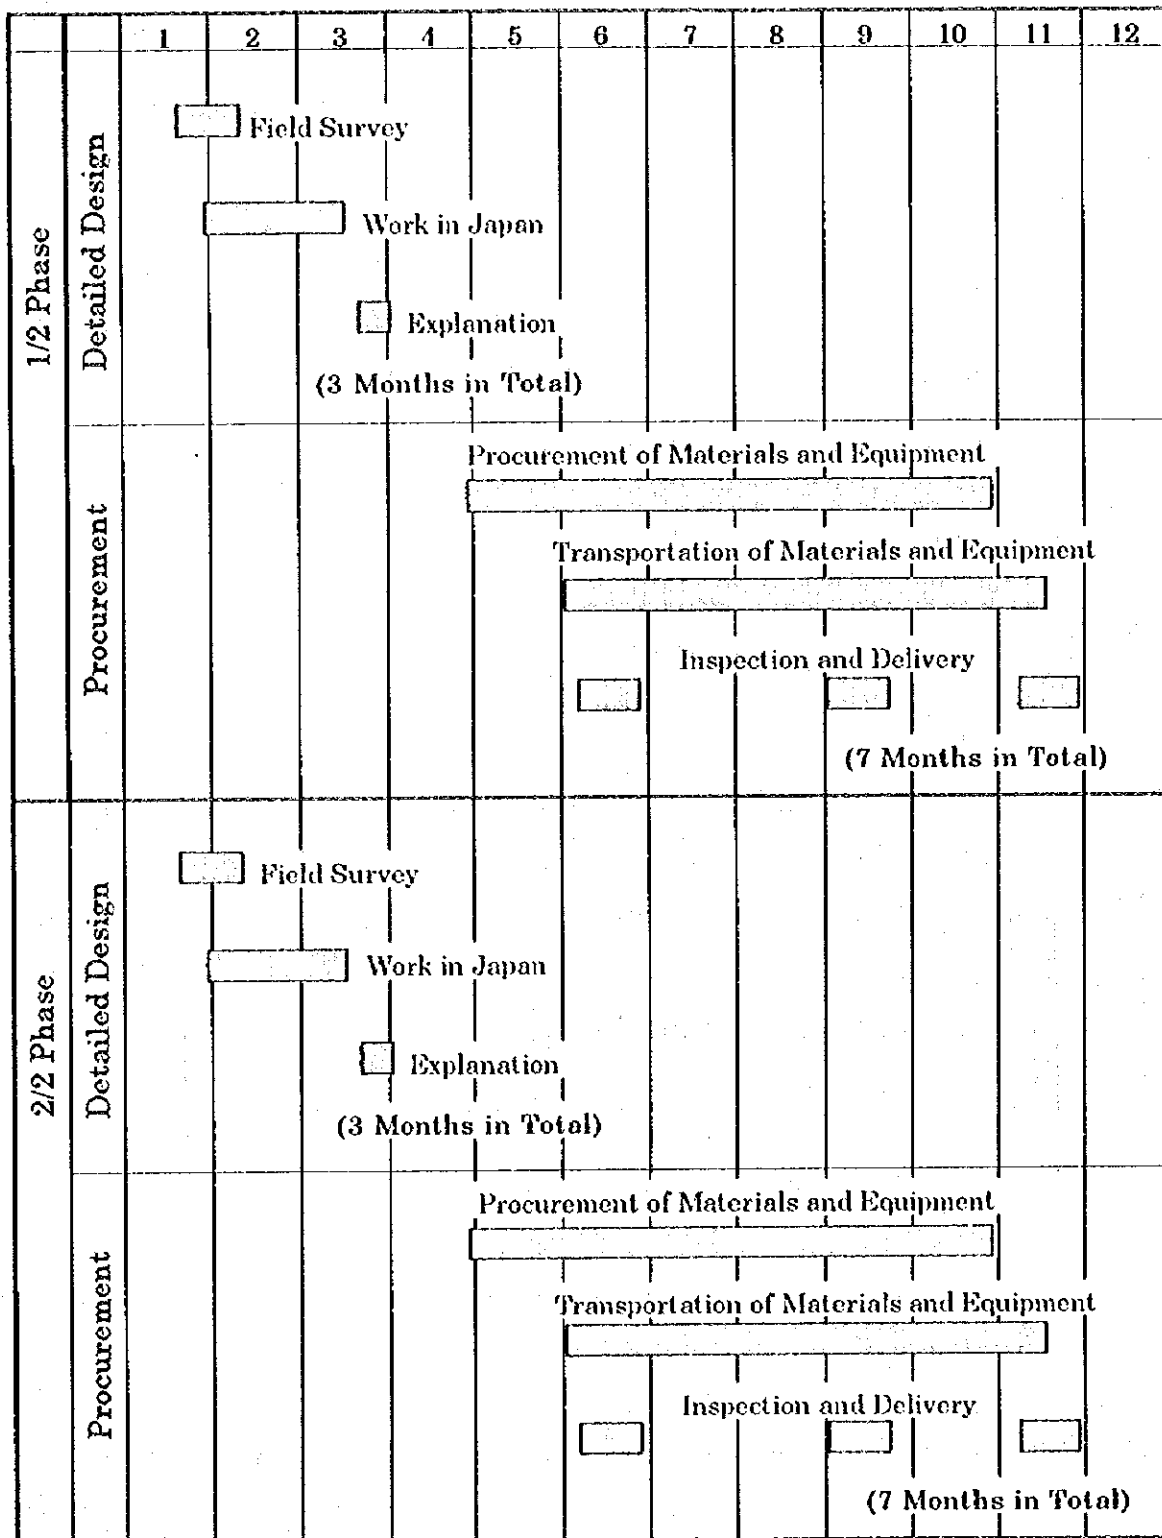 1 2 3 4 5 6 7 8 9 10 11 12
1/2 Phase
Detailed Design
Field Survey
Work in Japan
Explanation
(3 Months in Total)
Procurement
Procurement of Materials and Equipment
Transportation of Materials and Equipment
Inspection and Delivery
(7 Months in Total)
2/2 Phase
Detailed Design
Field Survey
Work in Japan
Explanation
(3 Months in Total)
Procurement
Procurement of Materials and Equipment
Transportation of Materials and Equipment
Inspection and Delivery
(7 Months in Total)